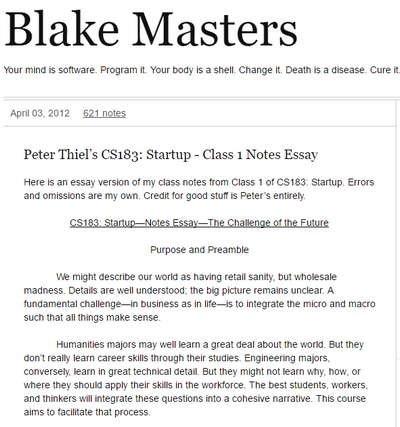 Blake Masters
Your mind is software. Program it. Your body is a shell. Change it. Death is a disease. Cure it.
April 03, 2012 621 notes
Peter Thiel’s CS183: Startup - Class 1 Notes Essay
Here is an essay version of my class notes from Class 1 of CS183: Startup. Errors
and omissions are my own. Credit for good stuff is Peter’s entirely.
CS183: Startup—Notes Essay—The Challenge of the Future
Purpose and Preamble
We might describe our world as having retail sanity, but wholesale
madness. Details are well understood; the big picture remains unclear. A
fundamental challenge—in business as in life—is to integrate the micro and macro
such that all things make sense.
Humanities majors may well learn a great deal about the world. But they
don’t really learn career skills through their studies. Engineering majors,
conversely, learn in great technical detail. But they might not learn why, how, or
where they should apply their skills in the workforce. The best students, workers,
and thinkers will integrate these questions into a cohesive narrative. This course
aims to facilitate that process.